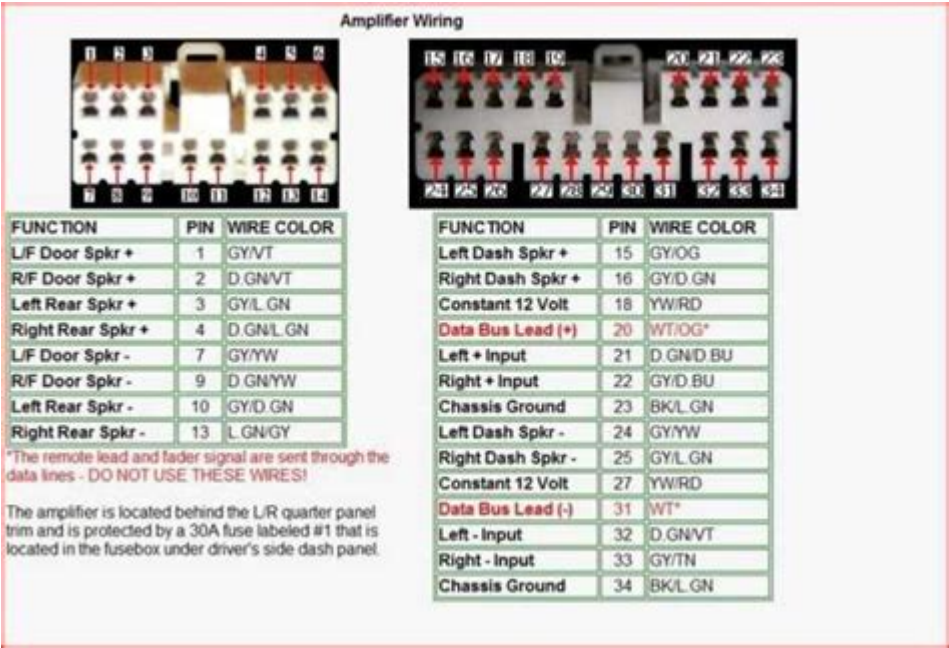 Amplifier Wiring
1 2 3 4 5 6
7 8 9 10 11 12 13 14
15 16 17 18 19 20 21 22 23
24 25 26 27 28 29 30 31 32 33 34
FUNCTION PIN WIRE COLOR
L/F Door Spkr + 1 GY/VT
R/F Door Spkr + 2 D.GN/VT
Left Rear Spkr + 3 GY/L.GN
Right Rear Spkr + 4 D.GN/L.GN
L/F Door Spkr - 7 GY/YW
R/F Door Spkr - 9 D.GN/YW
Left Rear Spkr - 10 GY/D.GN
Right Rear Spkr - 13 L.GN/GY
*The remote lead and fader signal are sent through the
data lines - DO NOT USE THESE WIRES!
The amplifier is located behind the L/R quarter panel
trim and is protected by a 30A fuse labeled #1 that is
located in the fusebox under driver's side dash panel.
FUNCTION PIN WIRE COLOR
Left Dash Spkr + 15 GY/OG
Right Dash Spkr + 16 GY/D.GN
Constant 12 Volt 18 YW/RD
Data Bus Lead (+) 20 WT/OG*
Left + Input 21 D.GN/D.BU
Right + Input 22 GY/D.BU
Chassis Ground 23 BK/L.GN
Left Dash Spkr - 24 GY/YW
Right Dash Spkr - 25 GY/L.GN
Constant 12 Volt 27 YW/RD
Data Bus Lead (-) 31 WT*
Left - Input 32 D.GN/VT
Right - Input 33 GY/TN
Chassis Ground 34 BK/L.GN